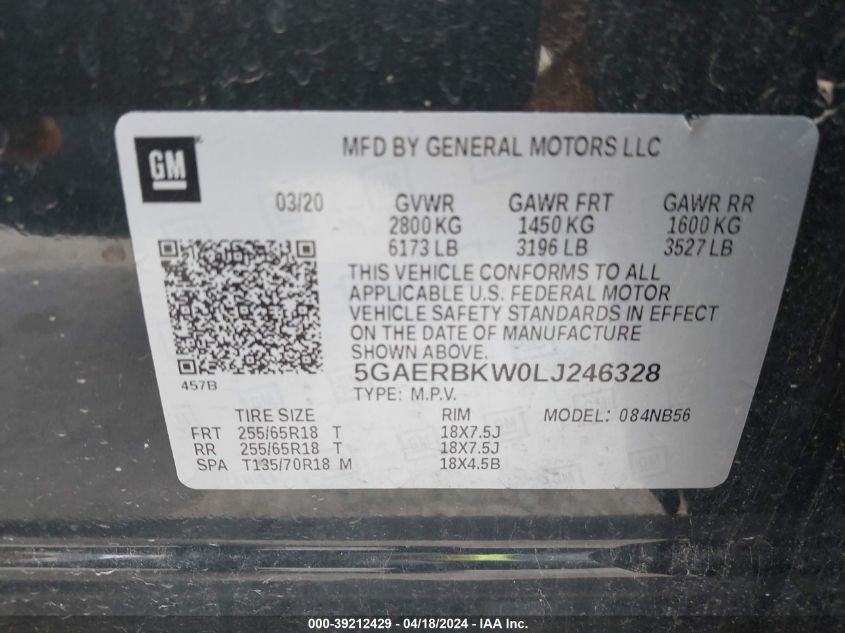 GM
MFD BY GENERAL MOTORS LLC
03/20 GVWR GAWR FRT GAWR RR
2800 KG 1450 KG 1600 KG
6173 LB 3196 LB 3527 LB
THIS VEHICLE CONFORMS TO ALL
APPLICABLE U.S. FEDERAL MOTOR
VEHICLE SAFETY STANDARDS IN EFFECT
ON THE DATE OF MANUFACTURE
SHOWN ABOVE.
457B
5GAERBKW0LJ246328
TYPE: M.P.V.
TIRE SIZE RIM MODEL: 084NB56
FRT 255/65R18 T 18X7.5J
RR 255/65R18 T 18X7.5J
SPA T135/70R18 M 18X4.5B
000-39212429 - 04/18/2024 - IAA Inc.